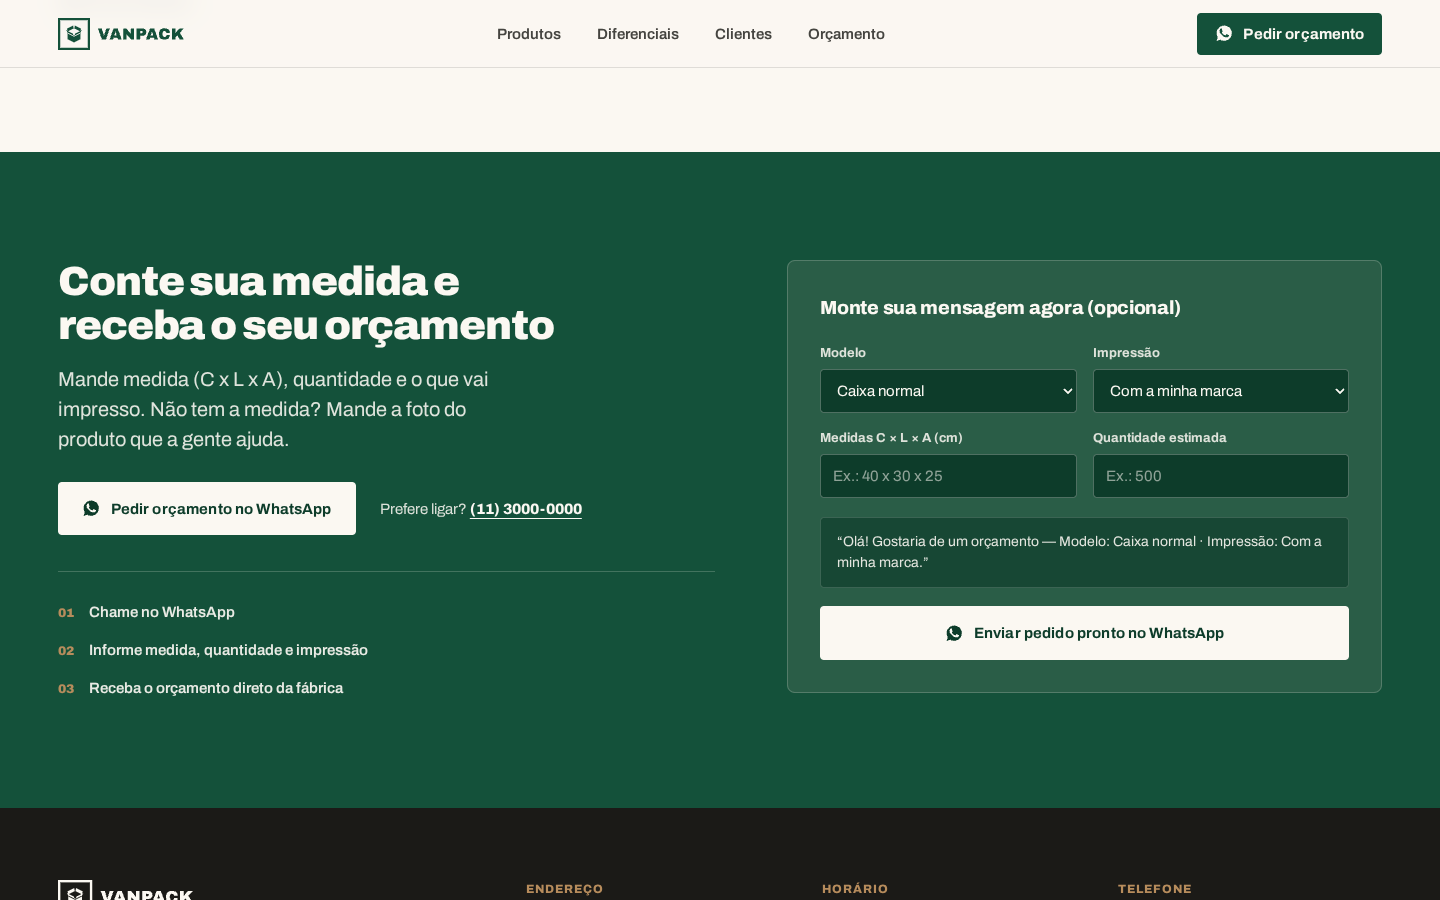 VANPACK
Produtos
Diferenciais
Clientes
Orçamento
Pedir orçamento
Conte sua medida e
receba o seu orçamento
Mande medida (C x L x A), quantidade e o que vai
impresso. Não tem a medida? Mande a foto do
produto que a gente ajuda.
Pedir orçamento no WhatsApp
Prefere ligar? (11) 3000-0000
01 Chame no WhatsApp
02 Informe medida, quantidade e impressão
03 Receba o orçamento direto da fábrica
Monte sua mensagem agora (opcional)
Modelo
Caixa normal
Impressão
Com a minha marca
Medidas C × L × A (cm)
Ex.: 40 x 30 x 25
Quantidade estimada
Ex.: 500
“Olá! Gostaria de um orçamento — Modelo: Caixa normal · Impressão: Com a
minha marca.”
Enviar pedido pronto no WhatsApp
VANPACK
ENDEREÇO
HORÁRIO
TELEFONE